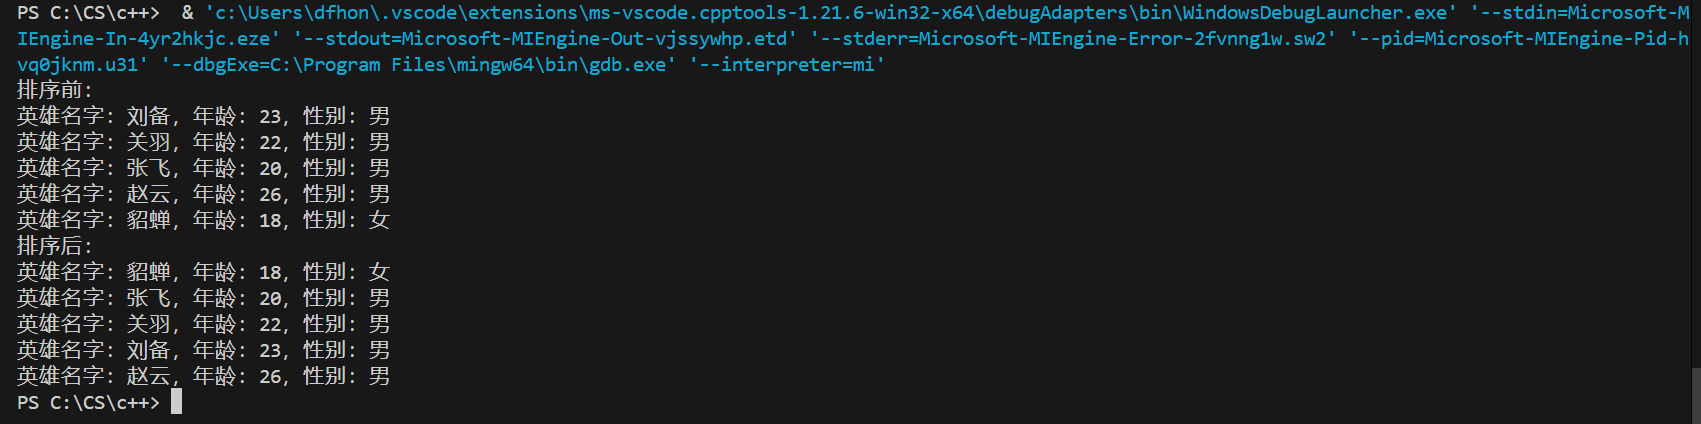 PS C:\CS\c++>  & 'c:\Users\dfhon\.vscode\extensions\ms-vscode.cpptools-1.21.6-win32-x64\debugAdapters\bin\WindowsDebugLauncher.exe' '--stdin=Microsoft-M
IEngine-In-4yr2hkjc.eze' '--stdout=Microsoft-MIEngine-Out-vjssywhp.etd' '--stderr=Microsoft-MIEngine-Error-2fvnng1w.sw2' '--pid=Microsoft-MIEngine-Pid-h
vq0jknm.u31' '--dbgExe=C:\Program Files\mingw64\bin\gdb.exe' '--interpreter=mi'
排序前:
英雄名字: 刘备, 年龄: 23, 性别: 男
英雄名字: 关羽, 年龄: 22, 性别: 男
英雄名字: 张飞, 年龄: 20, 性别: 男
英雄名字: 赵云, 年龄: 26, 性别: 男
英雄名字: 貂蝉, 年龄: 18, 性别: 女
排序后:
英雄名字: 貂蝉, 年龄: 18, 性别: 女
英雄名字: 张飞, 年龄: 20, 性别: 男
英雄名字: 关羽, 年龄: 22, 性别: 男
英雄名字: 刘备, 年龄: 23, 性别: 男
英雄名字: 赵云, 年龄: 26, 性别: 男
PS C:\CS\c++>